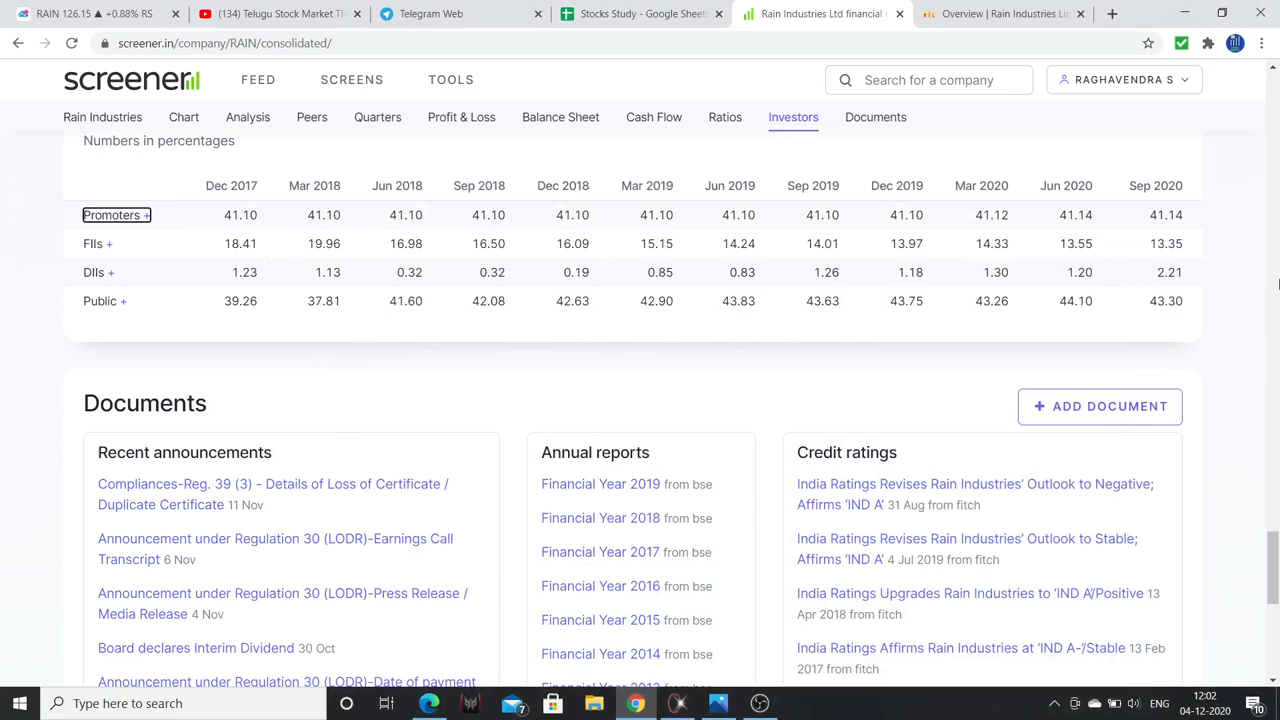 RAIN 126.15 ▲ +0.88% RS
(134) Telugu Stock Market Th
Telegram Web
Stocks Study - Google Sheets
Rain Industries Ltd financial r
Overview | Rain Industries Lin
screener.in/company/RAIN/consolidated/
screener
FEED
SCREENS
TOOLS
Search for a company
RAGHAVENDRA S
Rain Industries Chart Analysis Peers Quarters Profit & Loss Balance Sheet Cash Flow Ratios Investors Documents
Numbers in percentages
Dec 2017 Mar 2018 Jun 2018 Sep 2018 Dec 2018 Mar 2019 Jun 2019 Sep 2019 Dec 2019 Mar 2020 Jun 2020 Sep 2020
Promoters + 41.10 41.10 41.10 41.10 41.10 41.10 41.10 41.10 41.10 41.12 41.14 41.14
FIIs + 18.41 19.96 16.98 16.50 16.09 15.15 14.24 14.01 13.97 14.33 13.55 13.35
DIIs + 1.23 1.13 0.32 0.32 0.19 0.85 0.83 1.26 1.18 1.30 1.20 2.21
Public + 39.26 37.81 41.60 42.08 42.63 42.90 43.83 43.63 43.75 43.26 44.10 43.30
Documents
+ ADD DOCUMENT
Recent announcements
Compliances-Reg. 39 (3) - Details of Loss of Certificate /
Duplicate Certificate 11 Nov
Announcement under Regulation 30 (LODR)-Earnings Call
Transcript 6 Nov
Announcement under Regulation 30 (LODR)-Press Release /
Media Release 4 Nov
Board declares Interim Dividend 30 Oct
Announcement under Regulation 30 (LODR)-Date of payment
Annual reports
Financial Year 2019 from bse
Financial Year 2018 from bse
Financial Year 2017 from bse
Financial Year 2016 from bse
Financial Year 2015 from bse
Financial Year 2014 from bse
Financial Year 2013 from bse
Credit ratings
India Ratings Revises Rain Industries' Outlook to Negative;
Affirms 'IND A' 31 Aug from fitch
India Ratings Revises Rain Industries' Outlook to Stable;
Affirms 'IND A' 4 Jul 2019 from fitch
India Ratings Upgrades Rain Industries to 'IND A'/Positive 13
Apr 2018 from fitch
India Ratings Affirms Rain Industries at 'IND A-'/Stable 13 Feb
2017 from fitch
Type here to search
7
12:02
04-12-2020
10